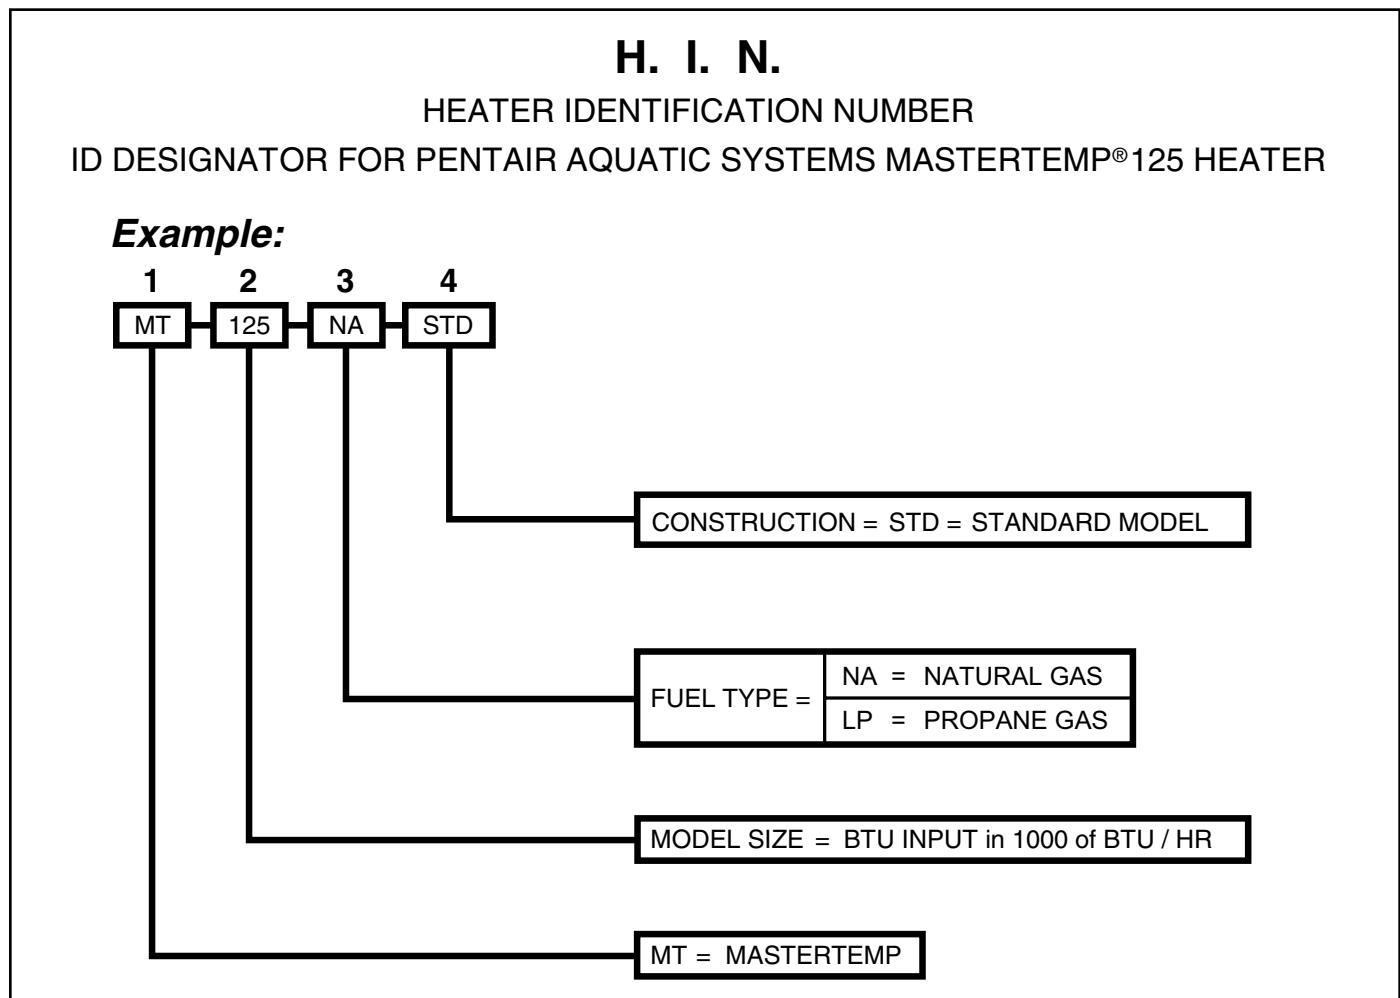 H. I. N.
HEATER IDENTIFICATION NUMBER
ID DESIGNATOR FOR PENTAIR AQUATIC SYSTEMS MASTERTEMP®125 HEATER
Example:
1 2 3 4
MT 125 NA STD
CONSTRUCTION = STD = STANDARD MODEL
FUEL TYPE =
NA = NATURAL GAS
LP = PROPANE GAS
MODEL SIZE = BTU INPUT in 1000 of BTU / HR
MT = MASTERTEMP